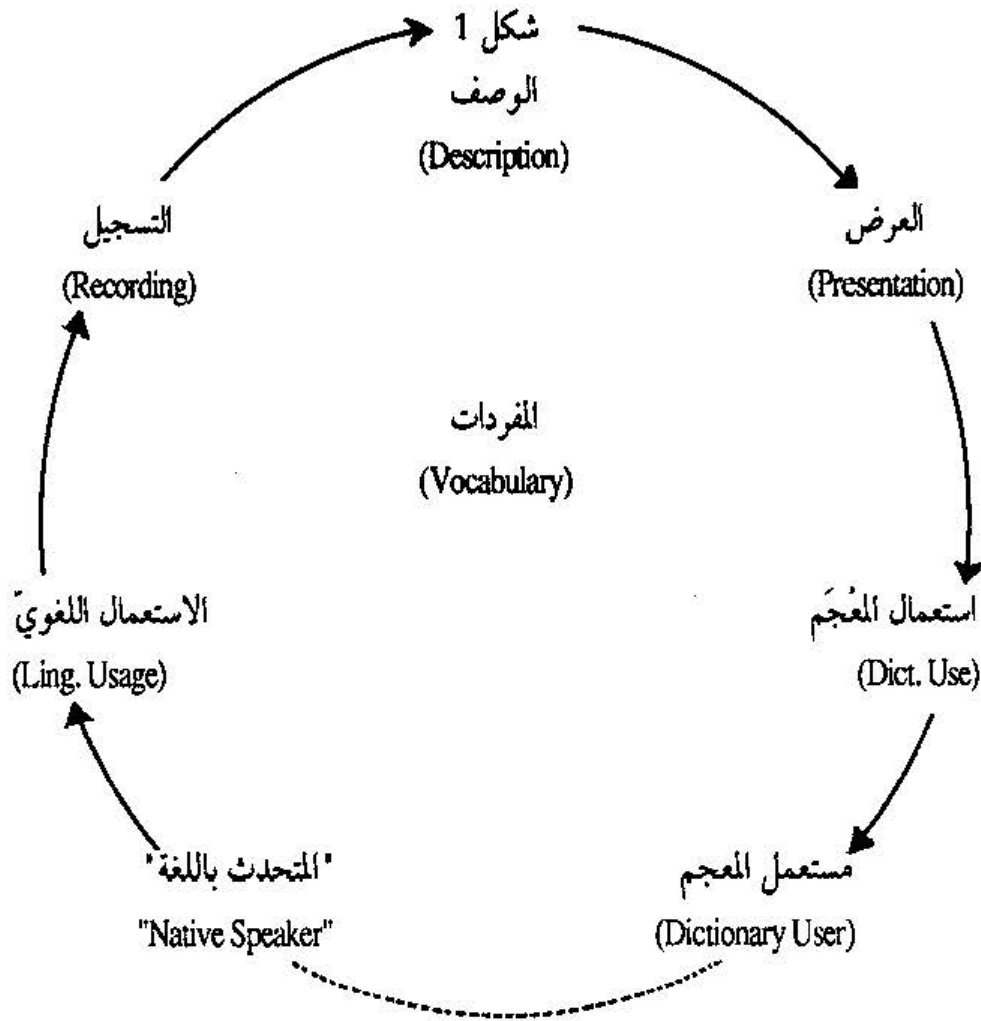 شكل 1
الوصف
(Description)
التسجيل
(Recording)
العرض
(Presentation)
المفردات
(Vocabulary)
الاستعمال اللغويّ
(Ling. Usage)
استعمال المُعْجَم
(Dict. Use)
"المتحدث باللغة"
"Native Speaker"
مستعمل المعجم
(Dictionary User)